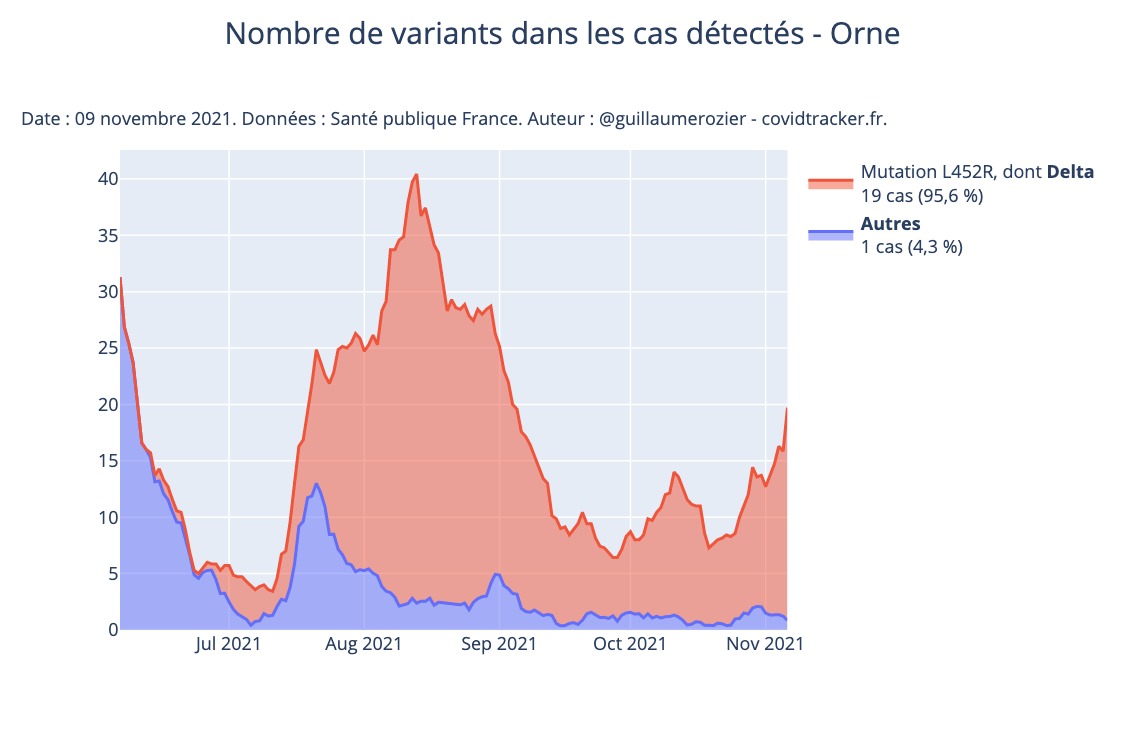 Nombre de variants dans les cas détectés - Orne
Date : 09 novembre 2021. Données : Santé publique France. Auteur : @guillaumerozier - covidtracker.fr.
Mutation L452R, dont Delta
19 cas (95,6 %)
Autres
1 cas (4,3 %)
40
35
30
25
20
15
10
5
0
Jul 2021
Aug 2021
Sep 2021
Oct 2021
Nov 2021